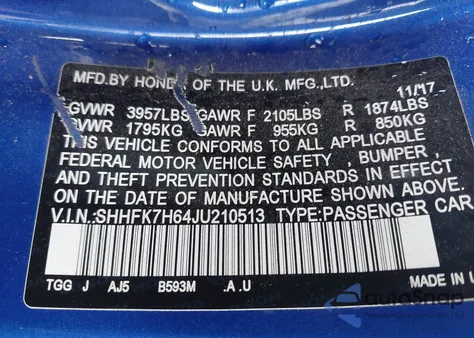 MFD.BY HONDA OF THE U.K. MFG.,LTD. 11/17
GVWR 3957LBS GAWR F 2105LBS R 1874LBS
GVWR 1795KG GAWR F 955KG R 850KG
THIS VEHICLE CONFORMS TO ALL APPLICABLE
FEDERAL MOTOR VEHICLE SAFETY , BUMPER ,
AND THEFT PREVENTION STANDARDS IN EFFECT
ON THE DATE OF MANUFACTURE SHOWN ABOVE.
V.I.N.:SHHFK7H64JU210513 TYPE:PASSENGER CAR
TGG J AJ5 B593M .A .U MADE IN
autoSnap